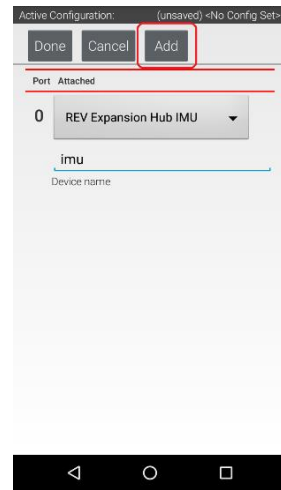 Active Configuration: (unsaved) <No Config Set>
Done Cancel Add
Port Attached
0 REV Expansion Hub IMU
imu
Device name